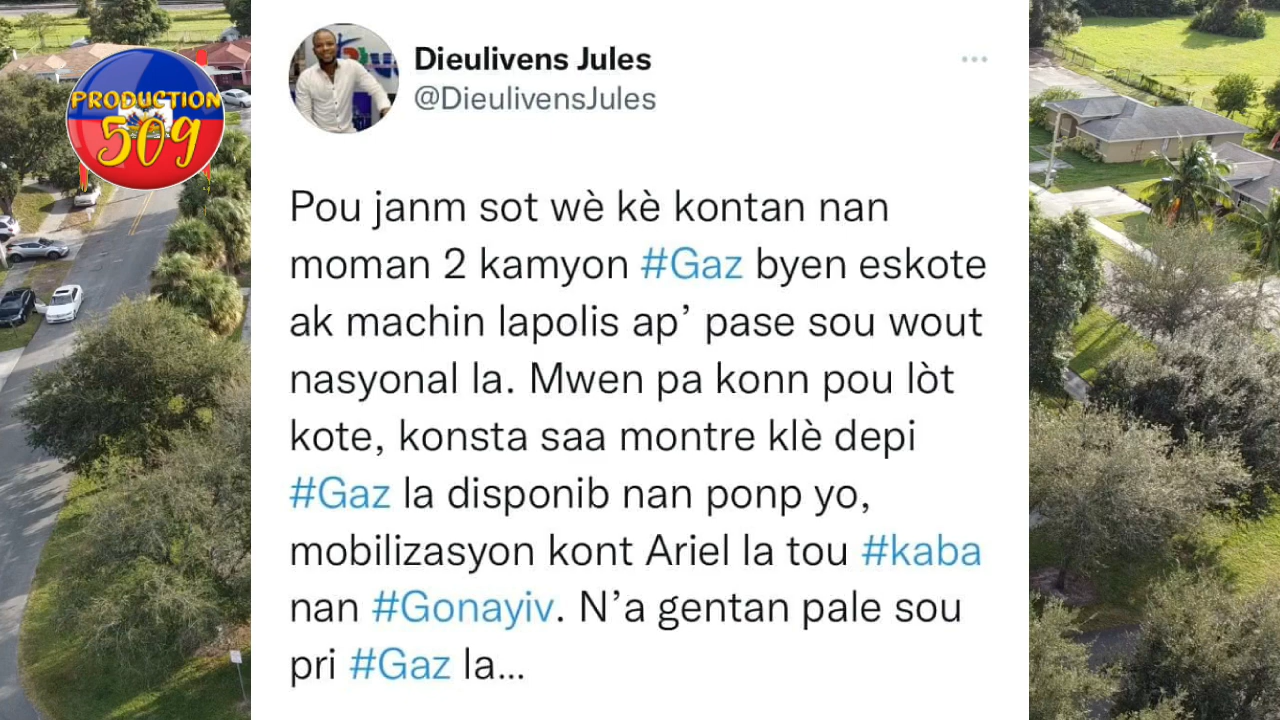 PRODUCTION
509
Dieulivens Jules
@DieulivensJules
Pou janm sot wè kè kontan nan
moman 2 kamyon #Gaz byen eskote
ak machin lapolis ap’ pase sou wout
nasyonal la. Mwen pa konn pou lòt
kote, konsta saa montre klè depi
#Gaz la disponib nan ponp yo,
mobilizasyon kont Ariel la tou #kaba
nan #Gonayiv. N’a gentan pale sou
pri #Gaz la...